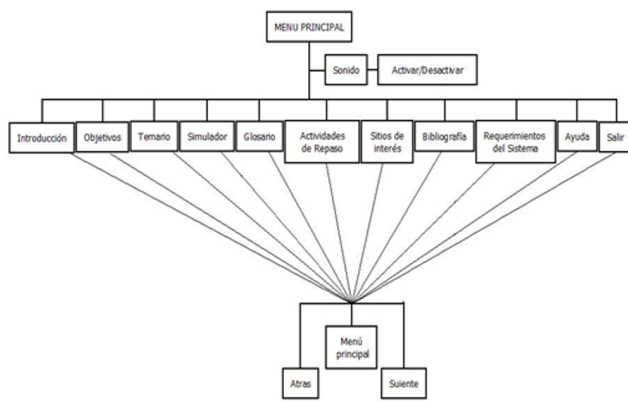 MENU PRINCIPAL
Sonido
Activar/Desactivar
Introducción
Objetivos
Temario
Simulador
Glosario
Actividades
de Repaso
Sitios de
interés
Bibliografía
Requerimientos
del Sistema
Ayuda
Salir
Menú
principal
Atras
Suiente